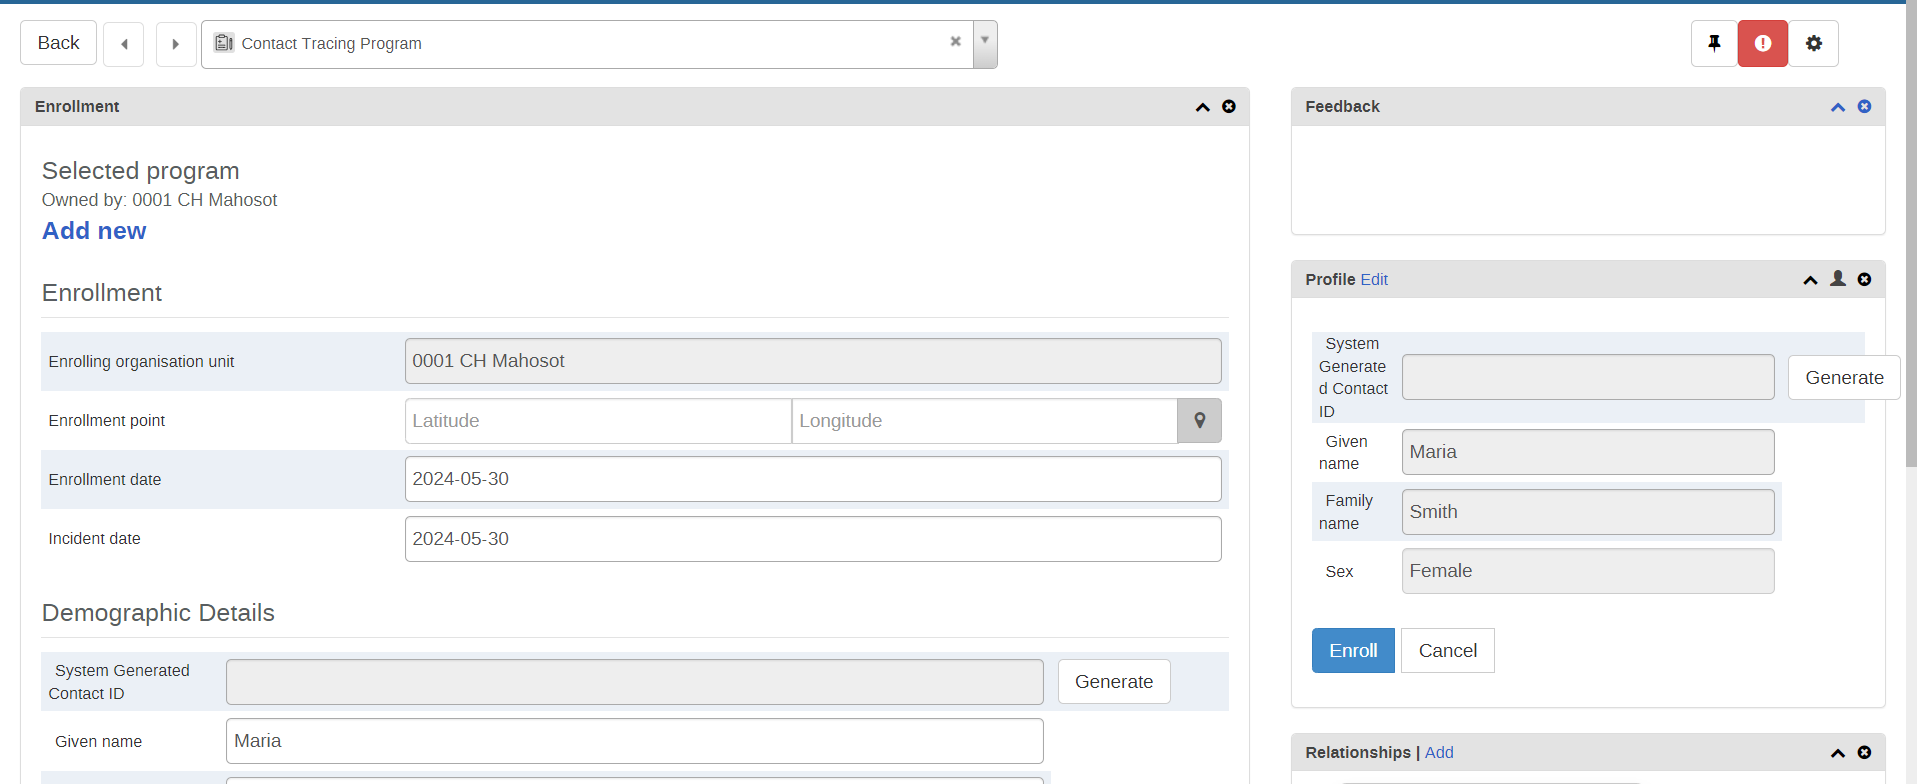 Back
Contact Tracing Program
Enrollment
Selected program
Owned by: 0001 CH Mahosot
Add new
Enrollment
Enrolling organisation unit
0001 CH Mahosot
Enrollment point
Latitude
Longitude
Enrollment date
2024-05-30
Incident date
2024-05-30
Demographic Details
System Generated
Contact ID
Generate
Given name
Maria
Feedback
Profile Edit
System
Generate
d Contact
ID
Generate
Given
name
Maria
Family
name
Smith
Sex
Female
Enroll
Cancel
Relationships | Add